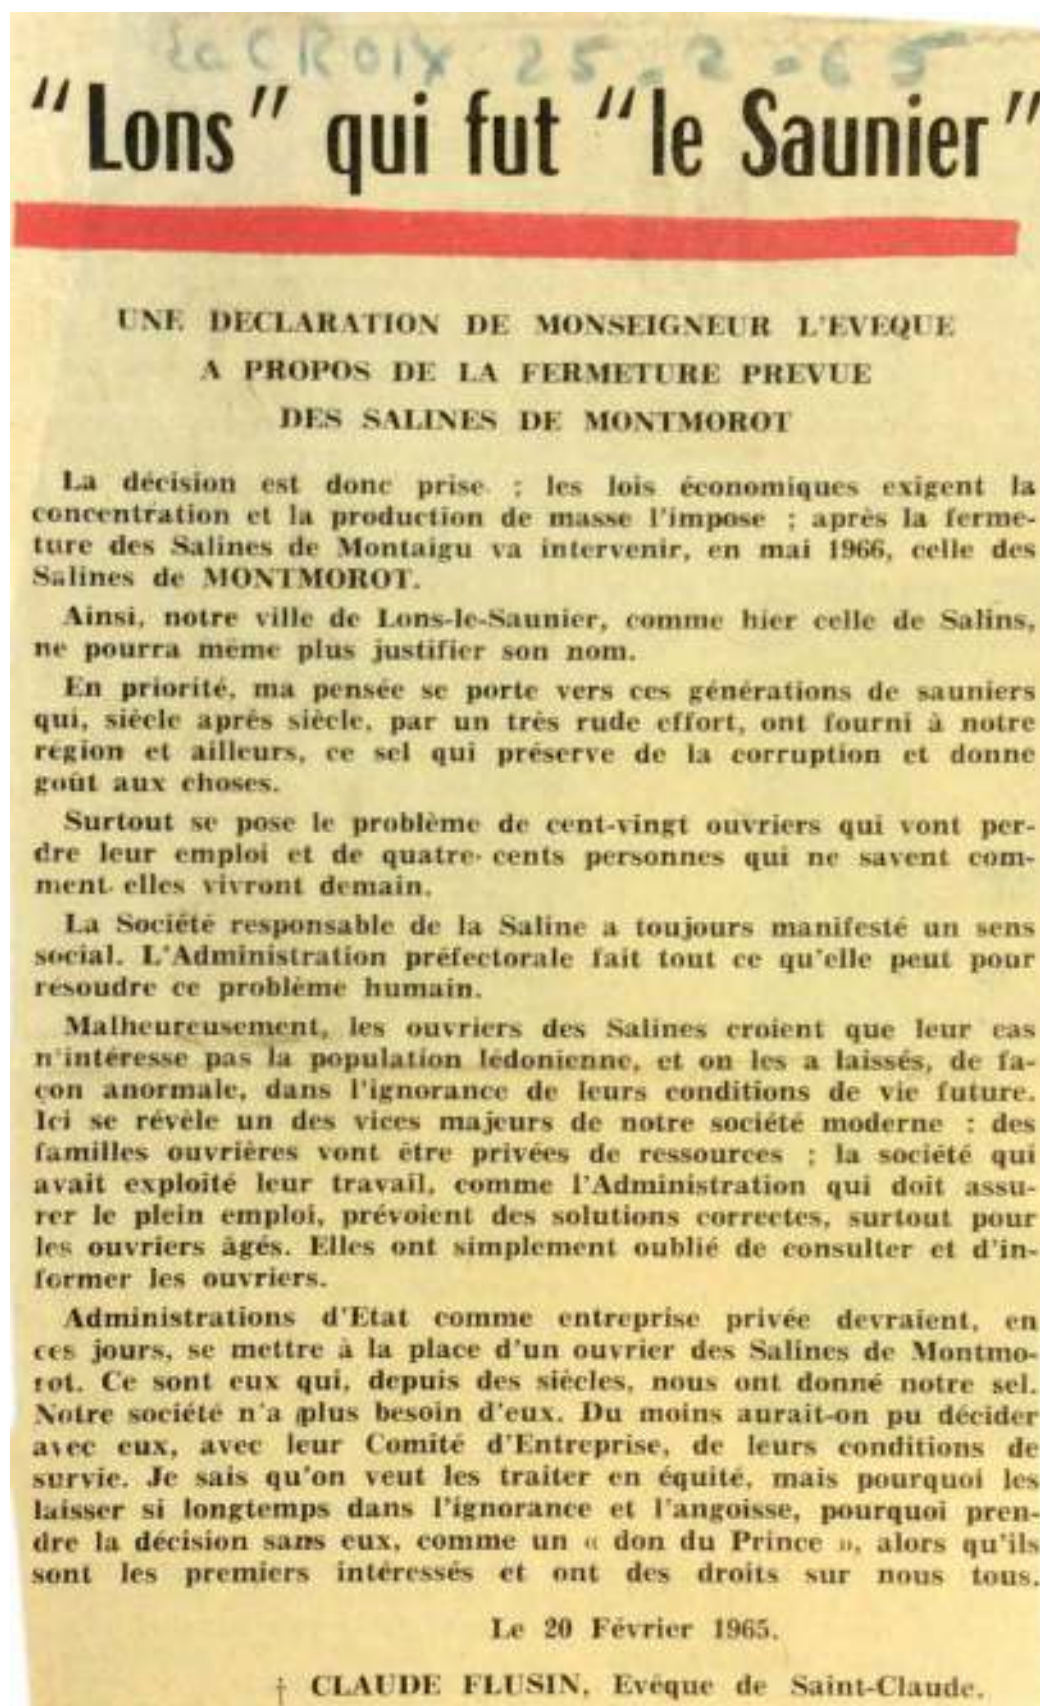 La CROIX 25-2-65
"Lons" qui fut "le Saunier"
UNE DECLARATION DE MONSEIGNEUR L'EVEQUE
A PROPOS DE LA FERMETURE PREVUE
DES SALINES DE MONTMOROT
La décision est donc prise : les lois économiques exigent la
concentration et la production de masse l'impose : après la ferme-
ture des Salines de Montaigu va intervenir, en mai 1966, celle des
Salines de MONTMOROT.
Ainsi, notre ville de Lons-le-Saunier, comme hier celle de Salins,
ne pourra même plus justifier son nom.
En priorité, ma pensée se porte vers ces générations de sauniers
qui, siècle après siècle, par un très rude effort, ont fourni à notre
région et ailleurs, ce sel qui préserve de la corruption et donne
goût aux choses.
Surtout se pose le problème de cent-vingt ouvriers qui vont per-
dre leur emploi et de quatre-cents personnes qui ne savent com-
ment elles vivront demain.
La Société responsable de la Saline a toujours manifesté un sens
social. L'Administration préfectorale fait tout ce qu'elle peut pour
résoudre ce problème humain.
Malheureusement, les ouvriers des Salines croient que leur cas
n'intéresse pas la population lédonienne, et on les a laissés, de fa-
çon anormale, dans l'ignorance de leurs conditions de vie future.
Ici se révèle un des vices majeurs de notre société moderne : des
familles ouvrières vont être privées de ressources ; la société qui
avait exploité leur travail, comme l'Administration qui doit assu-
rer le plein emploi, prévoient des solutions correctes, surtout pour
les ouvriers âgés. Elles ont simplement oublié de consulter et d'in-
former les ouvriers.
Administrations d'Etat comme entreprise privée devraient, en
ces jours, se mettre à la place d'un ouvrier des Salines de Montmo-
rot. Ce sont eux qui, depuis des siècles, nous ont donné notre sel.
Notre société n'a plus besoin d'eux. Du moins aurait-on pu décider
avec eux, avec leur Comité d'Entreprise, de leurs conditions de
survie. Je sais qu'on veut les traiter en équité, mais pourquoi les
laisser si longtemps dans l'ignorance et l'angoisse, pourquoi pren-
dre la décision sans eux, comme un « don du Prince », alors qu'ils
sont les premiers intéressés et ont des droits sur nous tous.
Le 20 Février 1965.
† CLAUDE FLUSIN, Evêque de Saint-Claude.